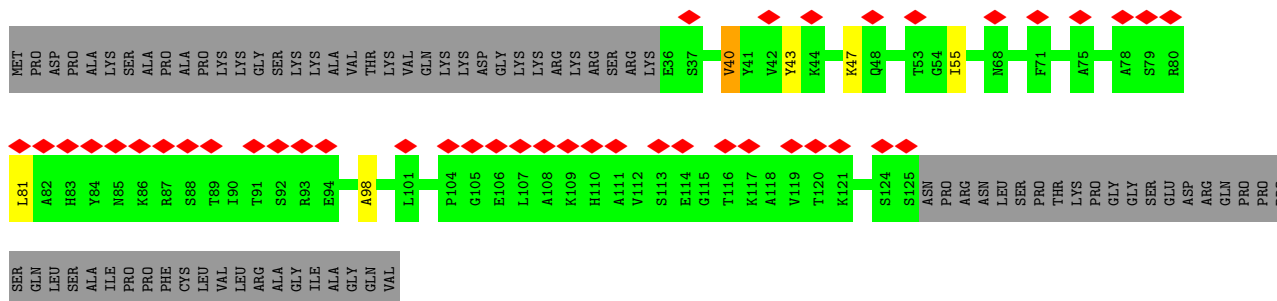 MET PRO ASP PRO ALA LYS SER ALA PRO ALA PRO LYS LYS GLY SER LYS LYS ALA VAL THR LYS VAL GLN LYS LYS ASP GLY LYS LYS ARG LYS ARG SER ARG LYS E36 S37 V40 Y41 V42 Y43 K44 K47 Q48 T53 G54 I55 N68 F71 A75 A78 S79 R80
L81 A82 H83 Y84 N85 K86 R87 S88 T89 I90 T91 S92 R93 E94 A98 L101 P104 G105 E106 L107 A108 K109 H110 A111 V112 S113 E114 G115 T116 K117 A118 V119 T120 K121 S124 S125 ASN PRO ARG ASN LEU SER PRO THR LYS PRO GLY GLY SER GLU ASP ARG GLN PRO PRO
SER GLN LEU SER ALA ILE PRO PRO PHE CYS LEU VAL LEU ARG ALA GLY ILE ALA GLY GLN VAL